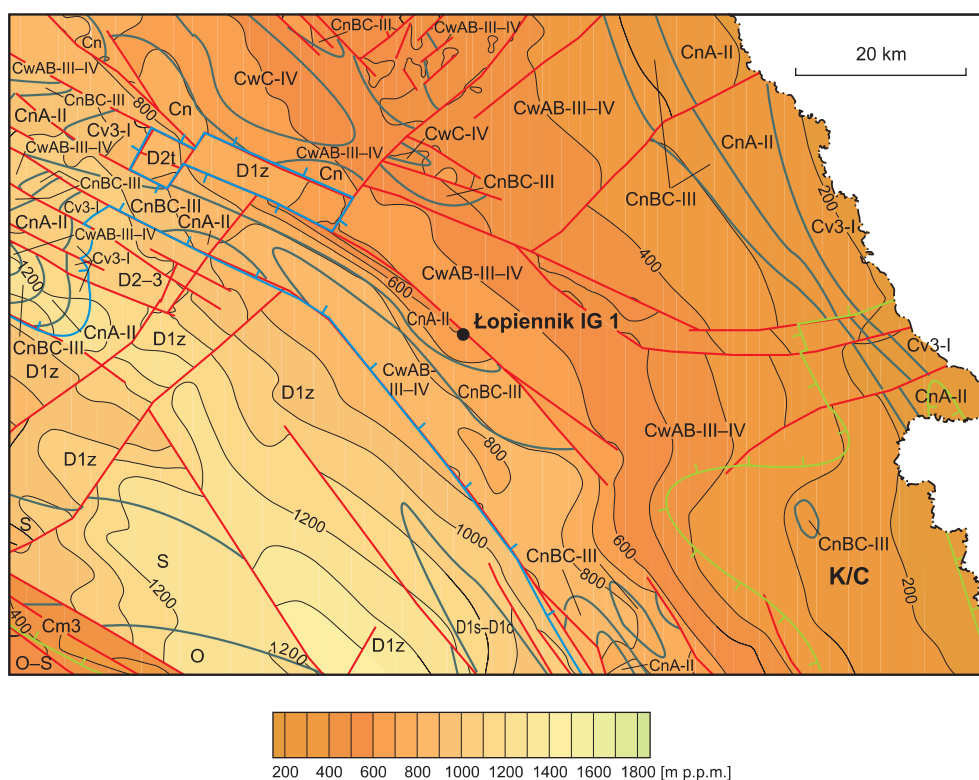 Cn
CnBC-III
CwAB-III–IV
CnA-II
20 km
CwAB-III–IV
CwC-IV
CnBC-III
800
Cn
CnA-II
CwAB-III–IV
Cv3-I
CwC-IV
CwAB-III–IV
D2t
CwAB-III–IV
CnA-II
D1z
Cn
CnBC-III
CnBC-III
CnBC-III
CnBC-III
200
Cv3-I
CnA-II
CnA-II
Cv3-I
CwAB-III–IV
400
Cv3-I
1200
D2–3
CwAB-III–IV
600
CnA-II
Łopiennik IG 1
CnA-II
D1z
CnBC-III
Cv3-I
D1z
CwAB-
III–IV
CnBC-III
D1z
CnA-II
CwAB-III–IV
800
D1z
1200
1000
S
CnBC-III
600
CnBC-III
S
800
K/C
200
1200
Cm3
400
D1s–D1c
D1z
O–S
O
1200
CnA-II
200 400 600 800 1000 1200 1400 1600 1800 [m p.p.m.]